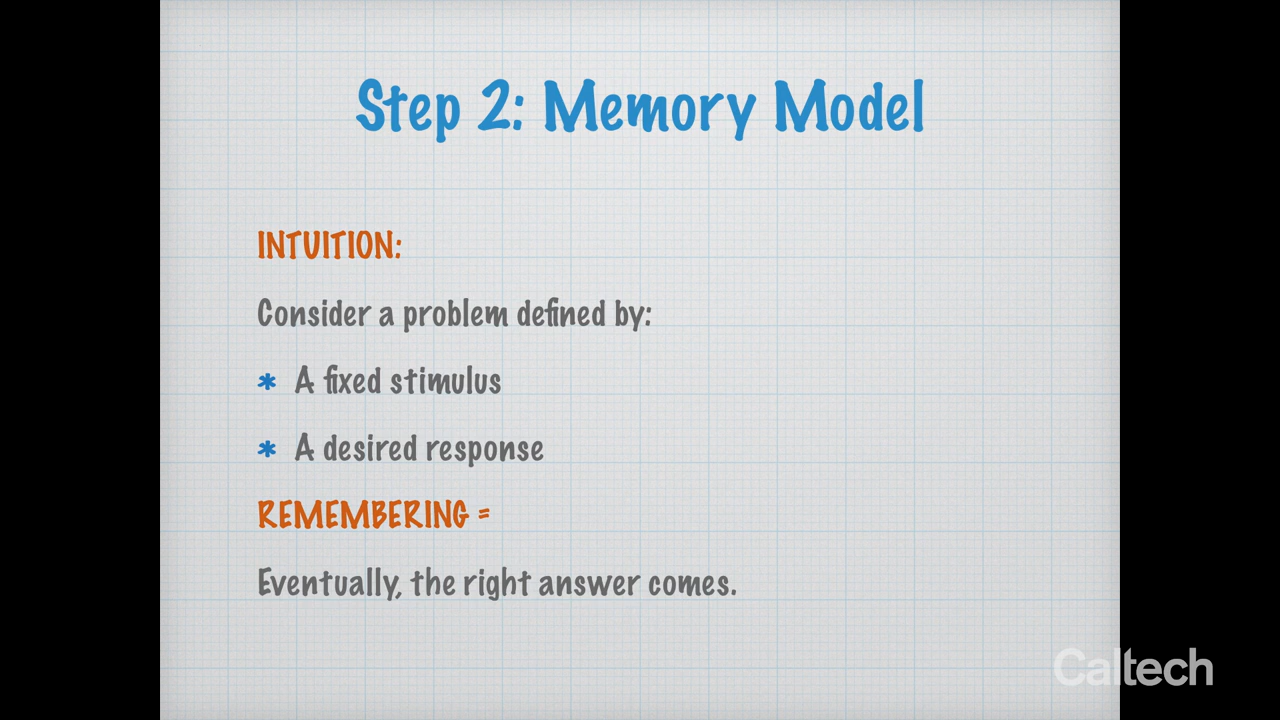 Step 2: Memory Model
INTUITION:
Consider a problem defined by:
* A fixed stimulus
* A desired response
REMEMBERING =
Eventually, the right answer comes.
Caltech